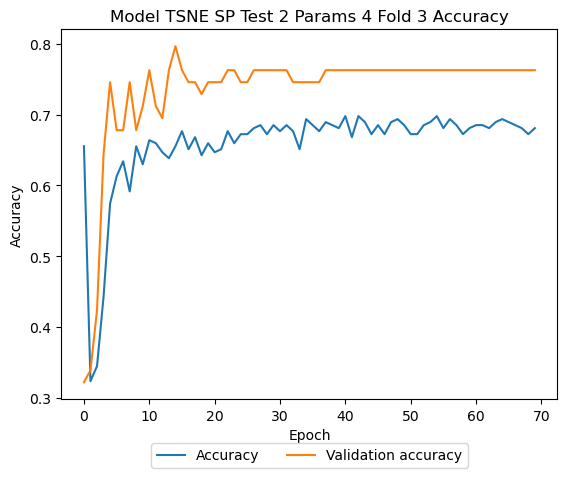 Model TSNE SP Test 2 Params 4 Fold 3 Accuracy
0.8
0.7
0.6
0.5
0.4
0.3
Accuracy
0 10 20 30 40 50 60 70
Epoch
Accuracy Validation accuracy